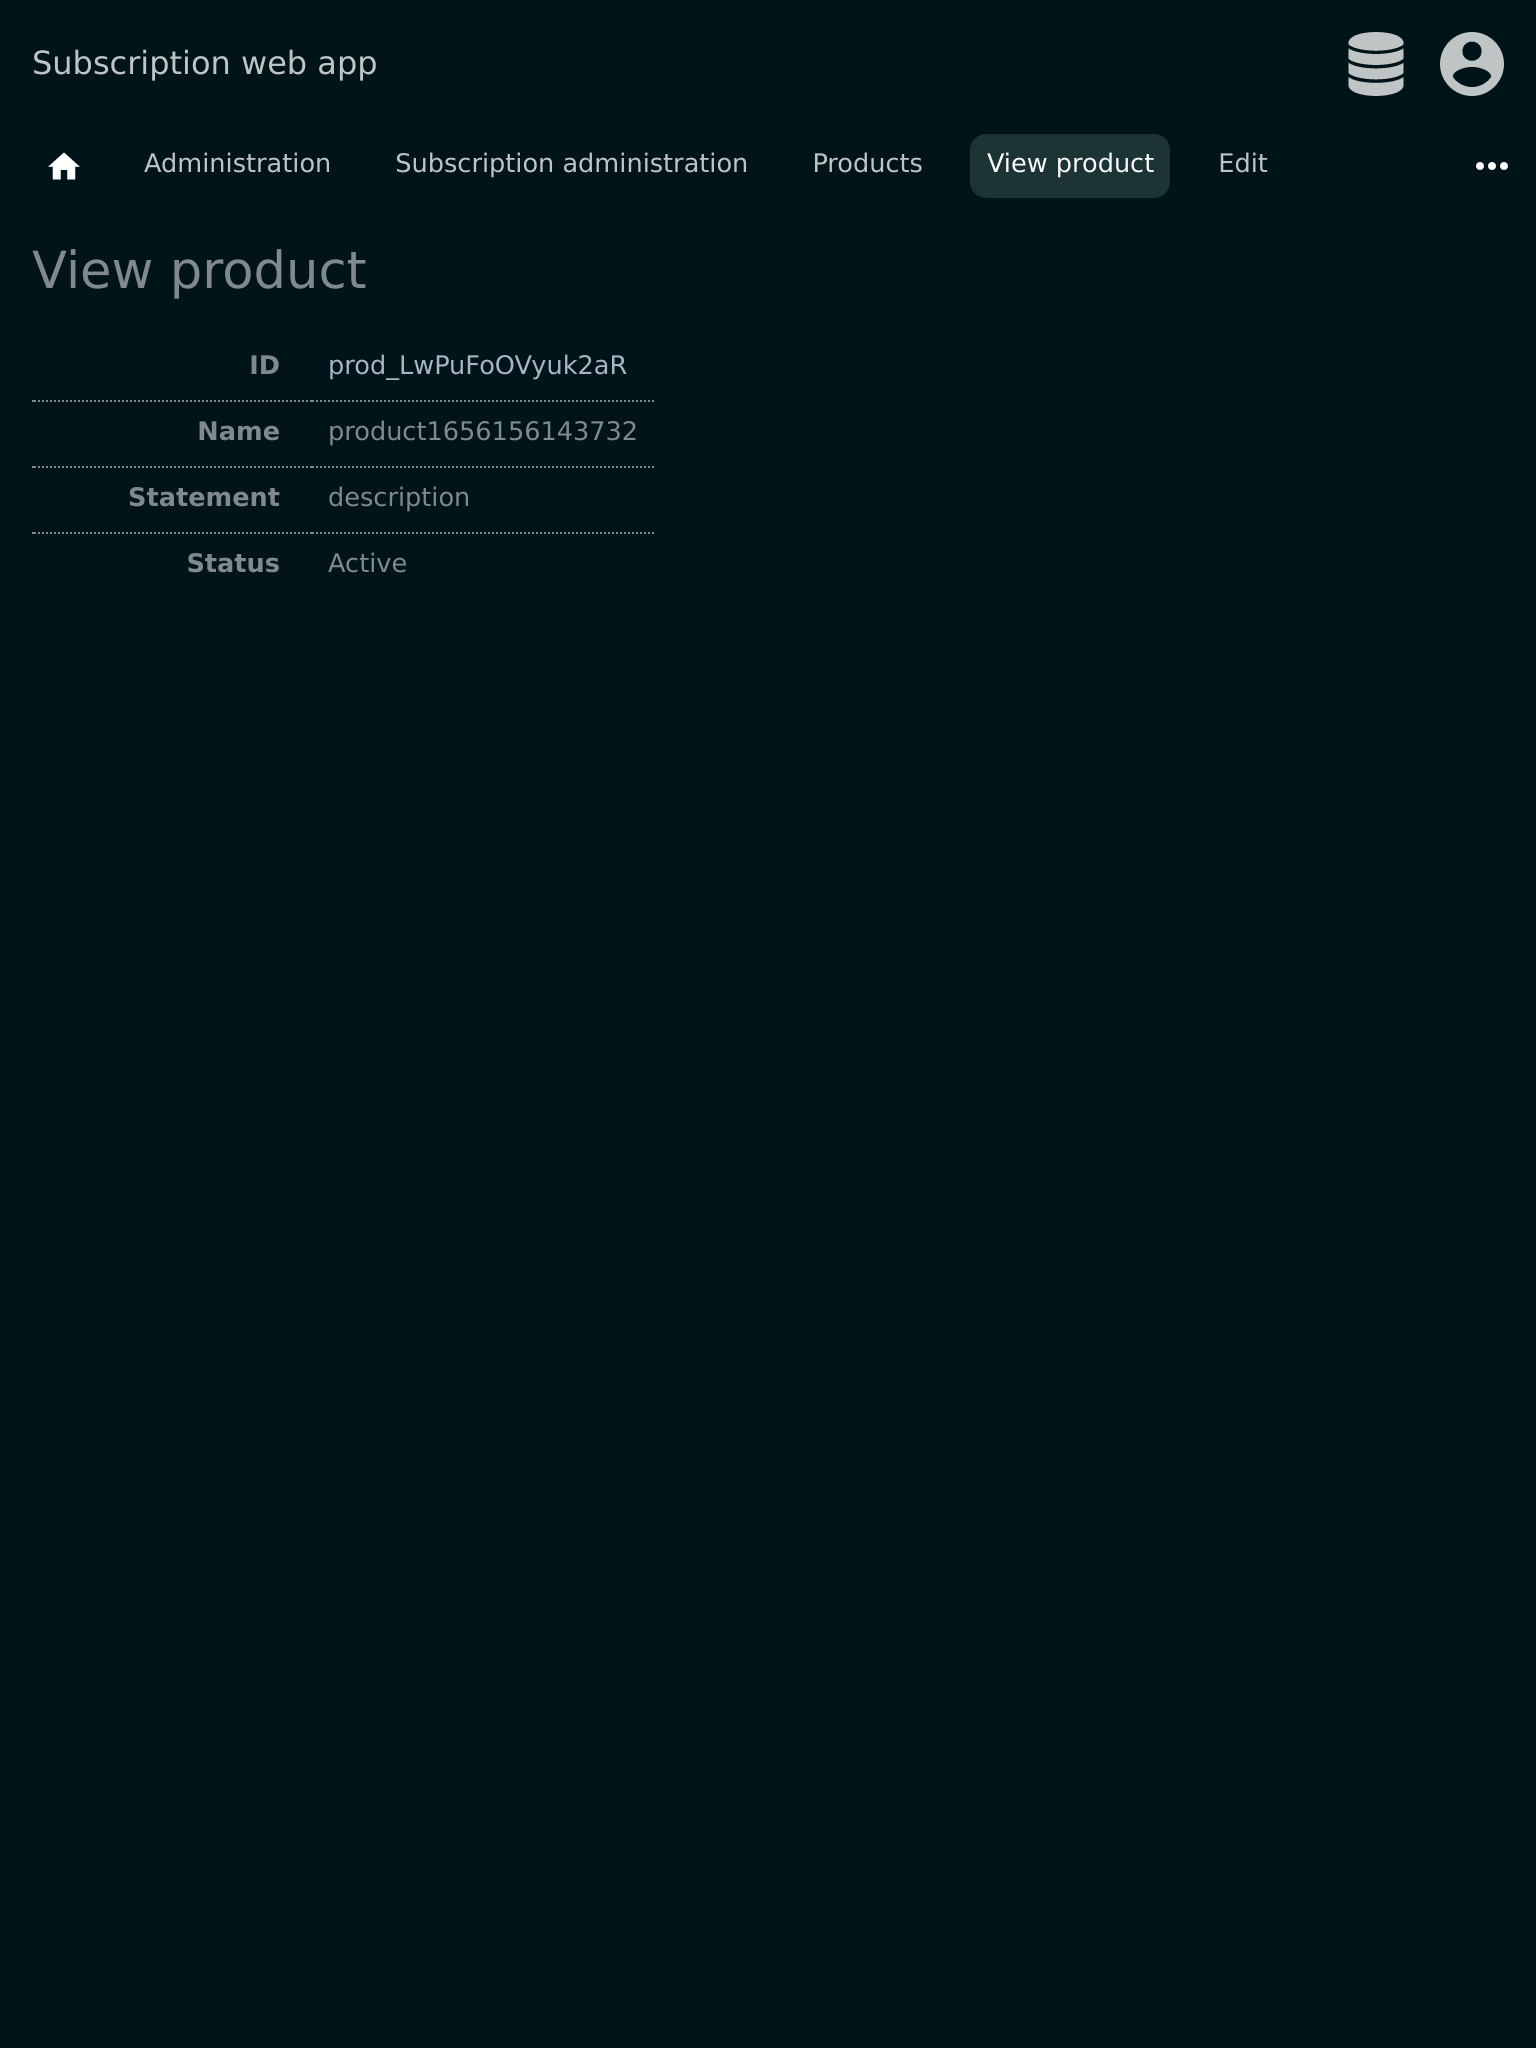 Subscription web app
Administration Subscription administration Products View product Edit
View product
ID prod_LwPuFoOVyuk2aR
Name product1656156143732
Statement description
Status Active